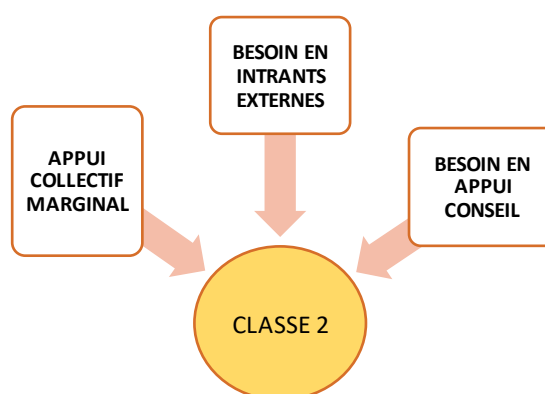 BESOIN EN
INTRANTS
EXTERNES
APPUI
COLLECTIF
MARGINAL
BESOIN EN
APPUI
CONSEIL
CLASSE 2